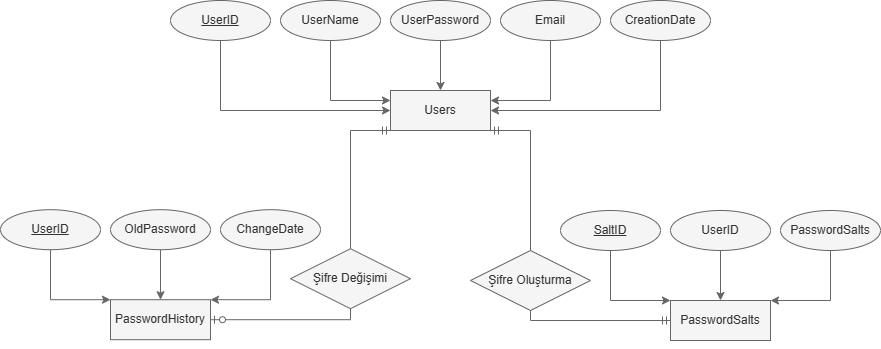 UserID
UserName
UserPassword
Email
CreationDate
Users
UserID
OldPassword
ChangeDate
SaltID
UserID
PasswordSalts
Şifre Değişimi
Şifre Oluşturma
PasswordHistory
PasswordSalts